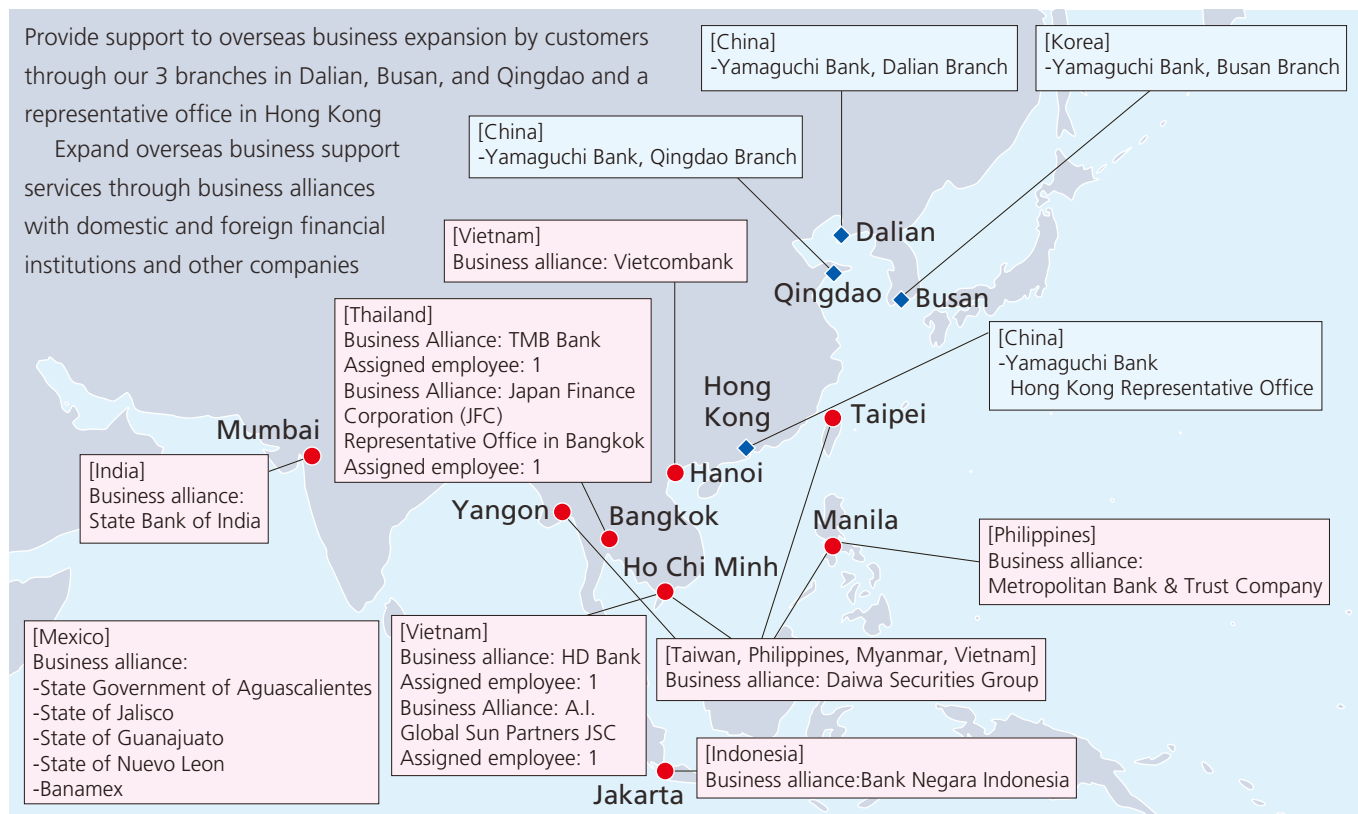 Provide support to overseas business expansion by customers
through our 3 branches in Dalian, Busan, and Qingdao and a
representative office in Hong Kong
Expand overseas business support
services through business alliances
with domestic and foreign financial
institutions and other companies
[China]
-Yamaguchi Bank, Dalian Branch
[Korea]
-Yamaguchi Bank, Busan Branch
[China]
-Yamaguchi Bank, Qingdao Branch
[Vietnam]
Business alliance: Vietcombank
Dalian
Qingdao
Busan
[Thailand]
Business Alliance: TMB Bank
Assigned employee: 1
Business Alliance: Japan Finance
Corporation (JFC)
Representative Office in Bangkok
Assigned employee: 1
[China]
-Yamaguchi Bank
Hong Kong Representative Office
Hong
Kong
Taipei
Mumbai
[India]
Business alliance:
State Bank of India
Hanoi
Yangon
Bangkok
Manila
Ho Chi Minh
[Philippines]
Business alliance:
Metropolitan Bank & Trust Company
[Mexico]
Business alliance:
-State Government of Aguascalientes
-State of Jalisco
-State of Guanajuato
-State of Nuevo Leon
-Banamex
[Vietnam]
Business alliance: HD Bank
Assigned employee: 1
Business Alliance: A.I.
Global Sun Partners JSC
Assigned employee: 1
[Taiwan, Philippines, Myanmar, Vietnam]
Business alliance: Daiwa Securities Group
[Indonesia]
Business alliance:Bank Negara Indonesia
Jakarta